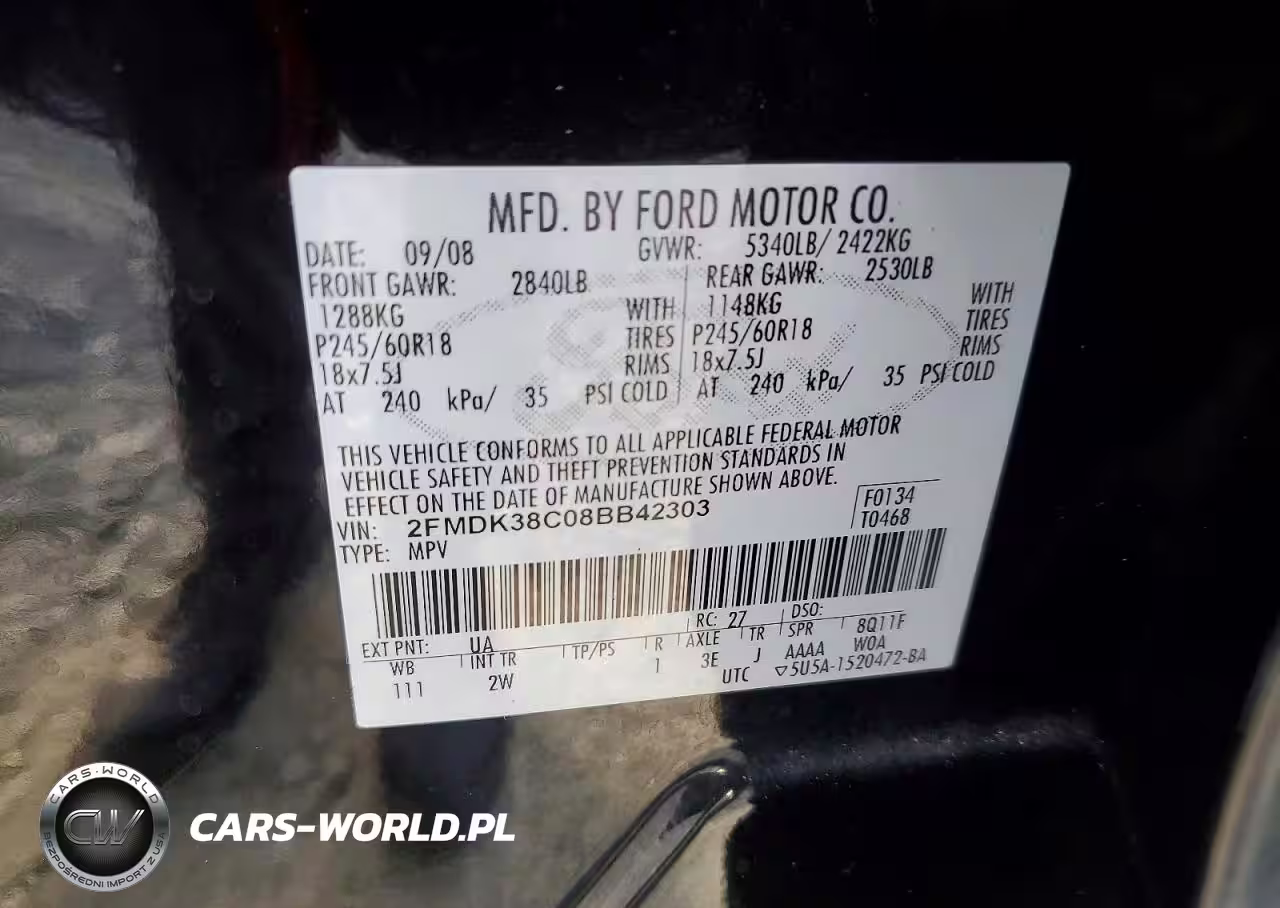 MFD. BY FORD MOTOR CO.
DATE: 09/08 GVWR: 5340LB/ 2422KG
FRONT GAWR: 2840LB REAR GAWR: 2530LB
1288KG WITH 1148KG WITH
P245/60R18 TIRES P245/60R18 TIRES
18x7.5J RIMS 18x7.5J RIMS
AT 240 kPa/ 35 PSI COLD AT 240 kPa/ 35 PSI COLD
THIS VEHICLE CONFORMS TO ALL APPLICABLE FEDERAL MOTOR
VEHICLE SAFETY AND THEFT PREVENTION STANDARDS IN
EFFECT ON THE DATE OF MANUFACTURE SHOWN ABOVE.
VIN: 2FMDK38C08BB42303 F0134
TYPE: MPV T0468
EXT PNT: UA RC: 27 DSO:
WB INT TR TP/PS R AXLE TR SPR 8Q11F
111 2W 1 3E J AAAA W0A
UTC ▽5U5A-1520472-BA
CARS-WORLD
CW
BEZPOŚREDNI IMPORT Z USA
CARS-WORLD.PL